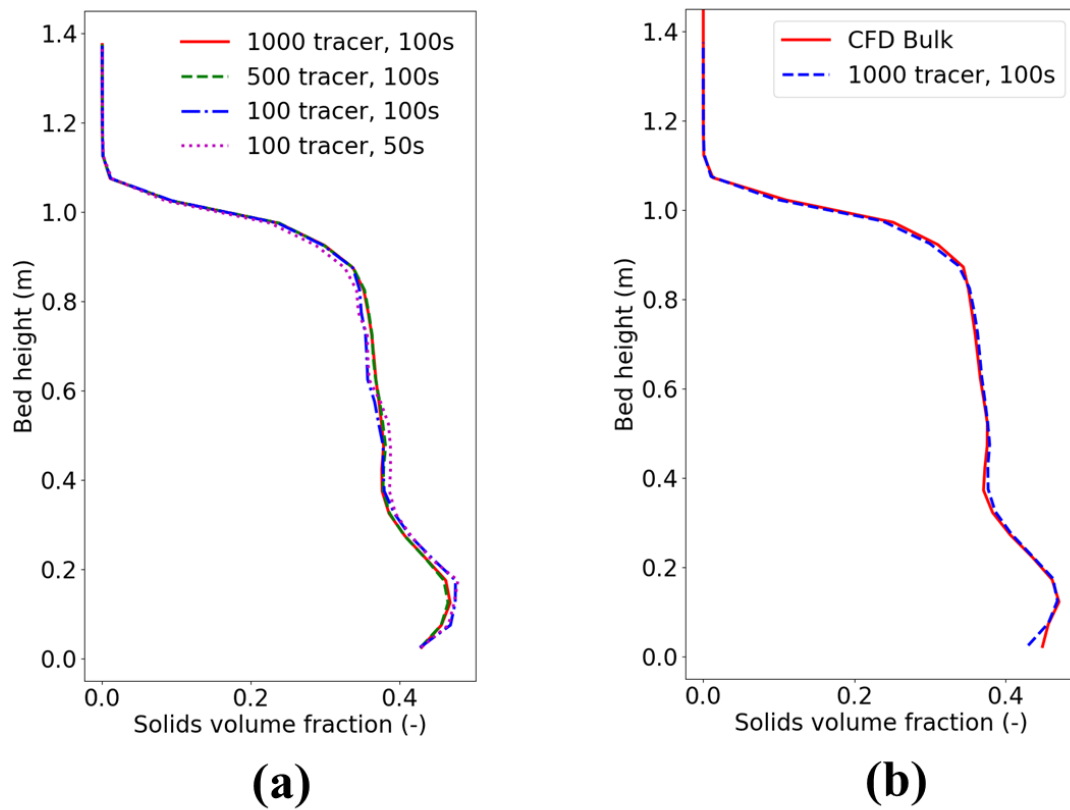 1000 tracer, 100s
500 tracer, 100s
100 tracer, 100s
100 tracer, 50s
1.4
1.2
1.0
0.8
0.6
0.4
0.2
0.0
Bed height (m)
0.0 0.2 0.4
Solids volume fraction (-)
(a)
CFD Bulk
1000 tracer, 100s
1.4
1.2
1.0
0.8
0.6
0.4
0.2
0.0
Bed height (m)
0.0 0.2 0.4
Solids volume fraction (-)
(b)